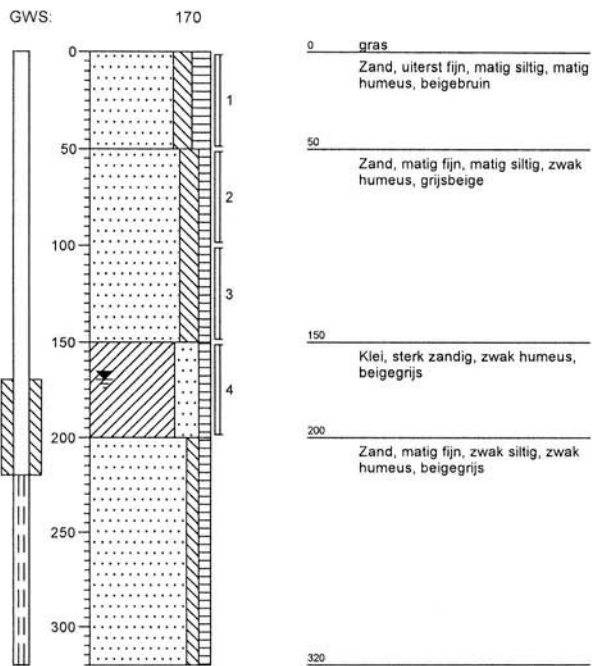 GWS: 170
0
50
100
150
200
250
300
1
2
3
4
0 gras
Zand, uiterst fijn, matig siltig, matig
humeus, beigebruin
50
Zand, matig fijn, matig siltig, zwak
humeus, grijsbeige
150
Klei, sterk zandig, zwak humeus,
beigegrijs
200
Zand, matig fijn, zwak siltig, zwak
humeus, beigegrijs
320